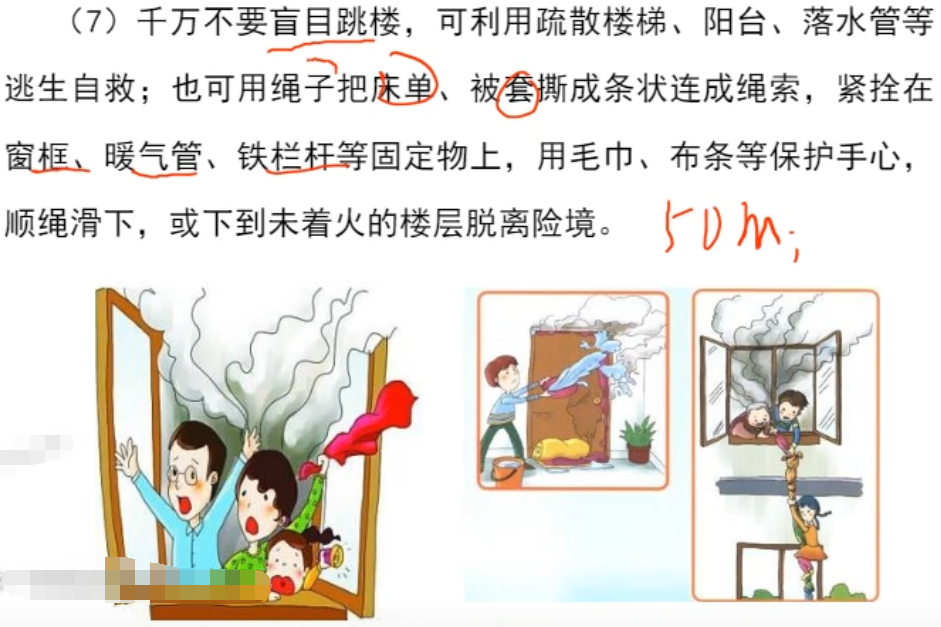 （7）千万不要盲目跳楼，可利用疏散楼梯、阳台、落水管等
逃生自救；也可用绳子把床单、被套撕成条状连成绳索，紧拴在
窗框、暖气管、铁栏杆等固定物上，用毛巾、布条等保护手心，
顺绳滑下，或下到未着火的楼层脱离险境。 50m;